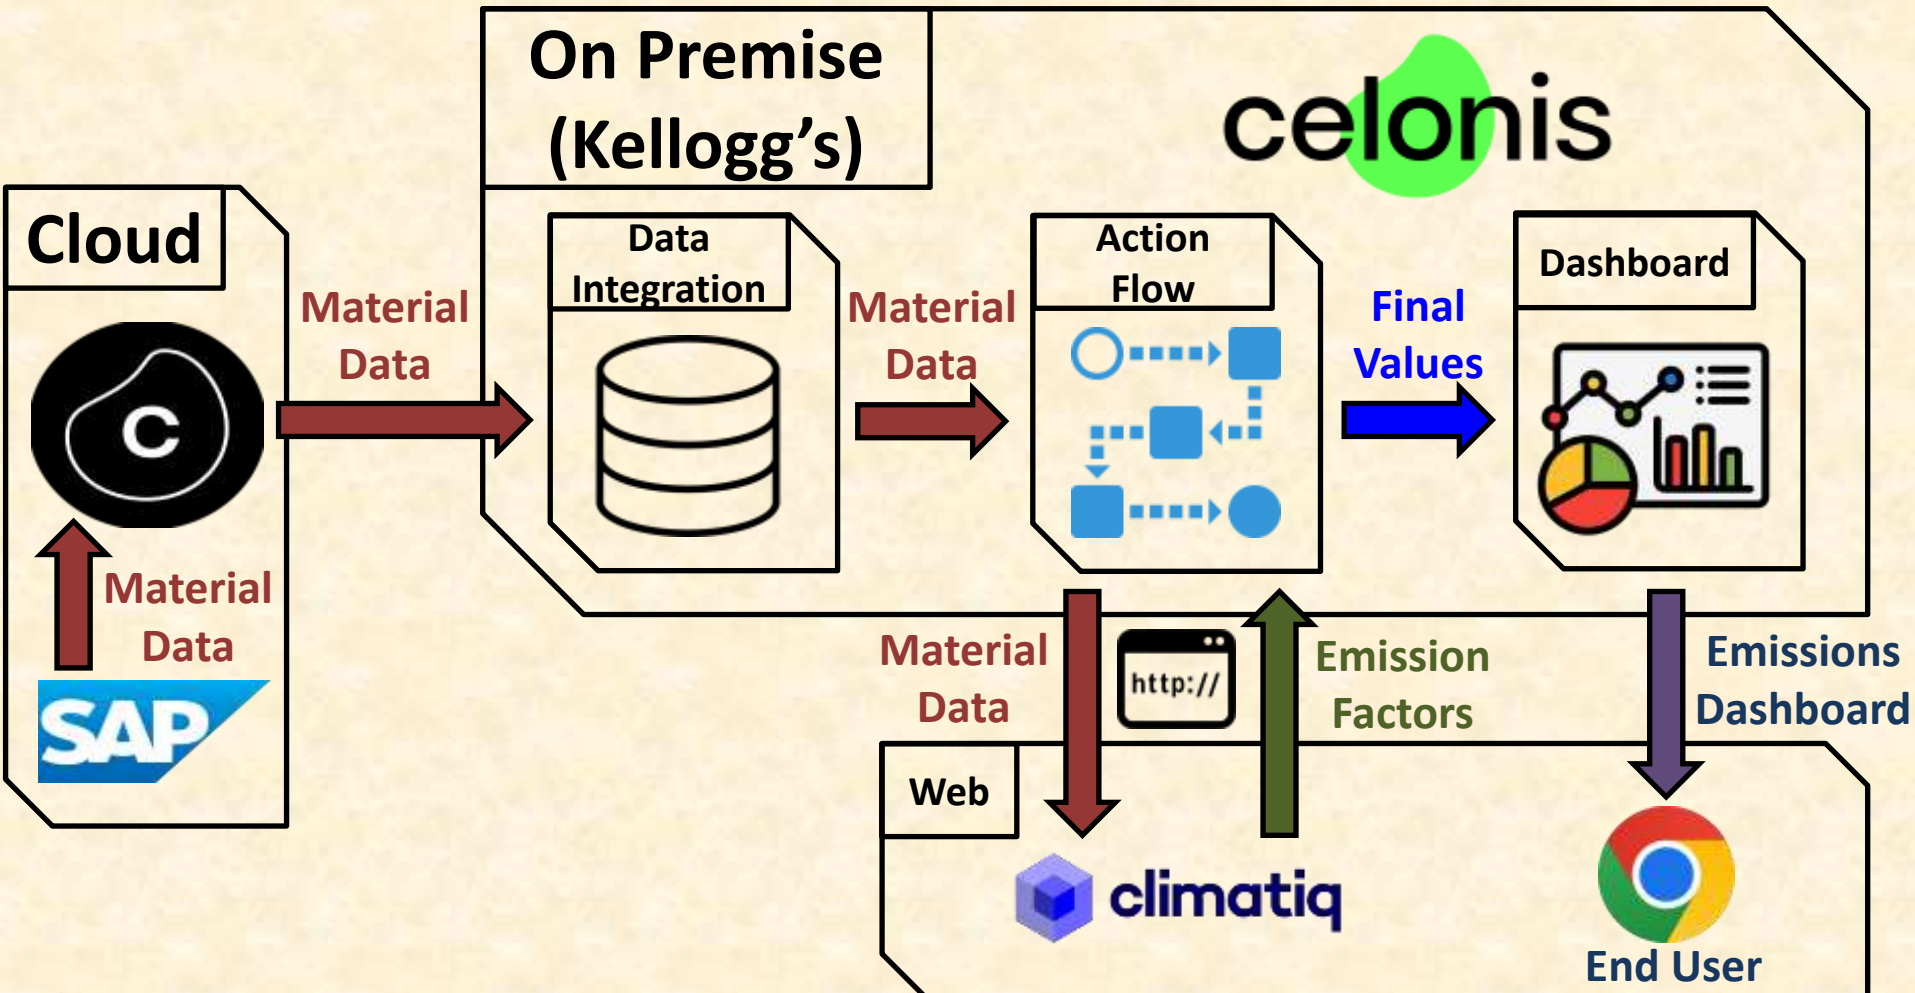 On Premise
(Kellogg's)
celonis
Cloud
Data
Integration
Action
Flow
Dashboard
Material
Data
Material
Data
Final
Values
C
Material
Data
SAP
Material
Data
http://
Emission
Factors
Emissions
Dashboard
Web
climatiq
End User